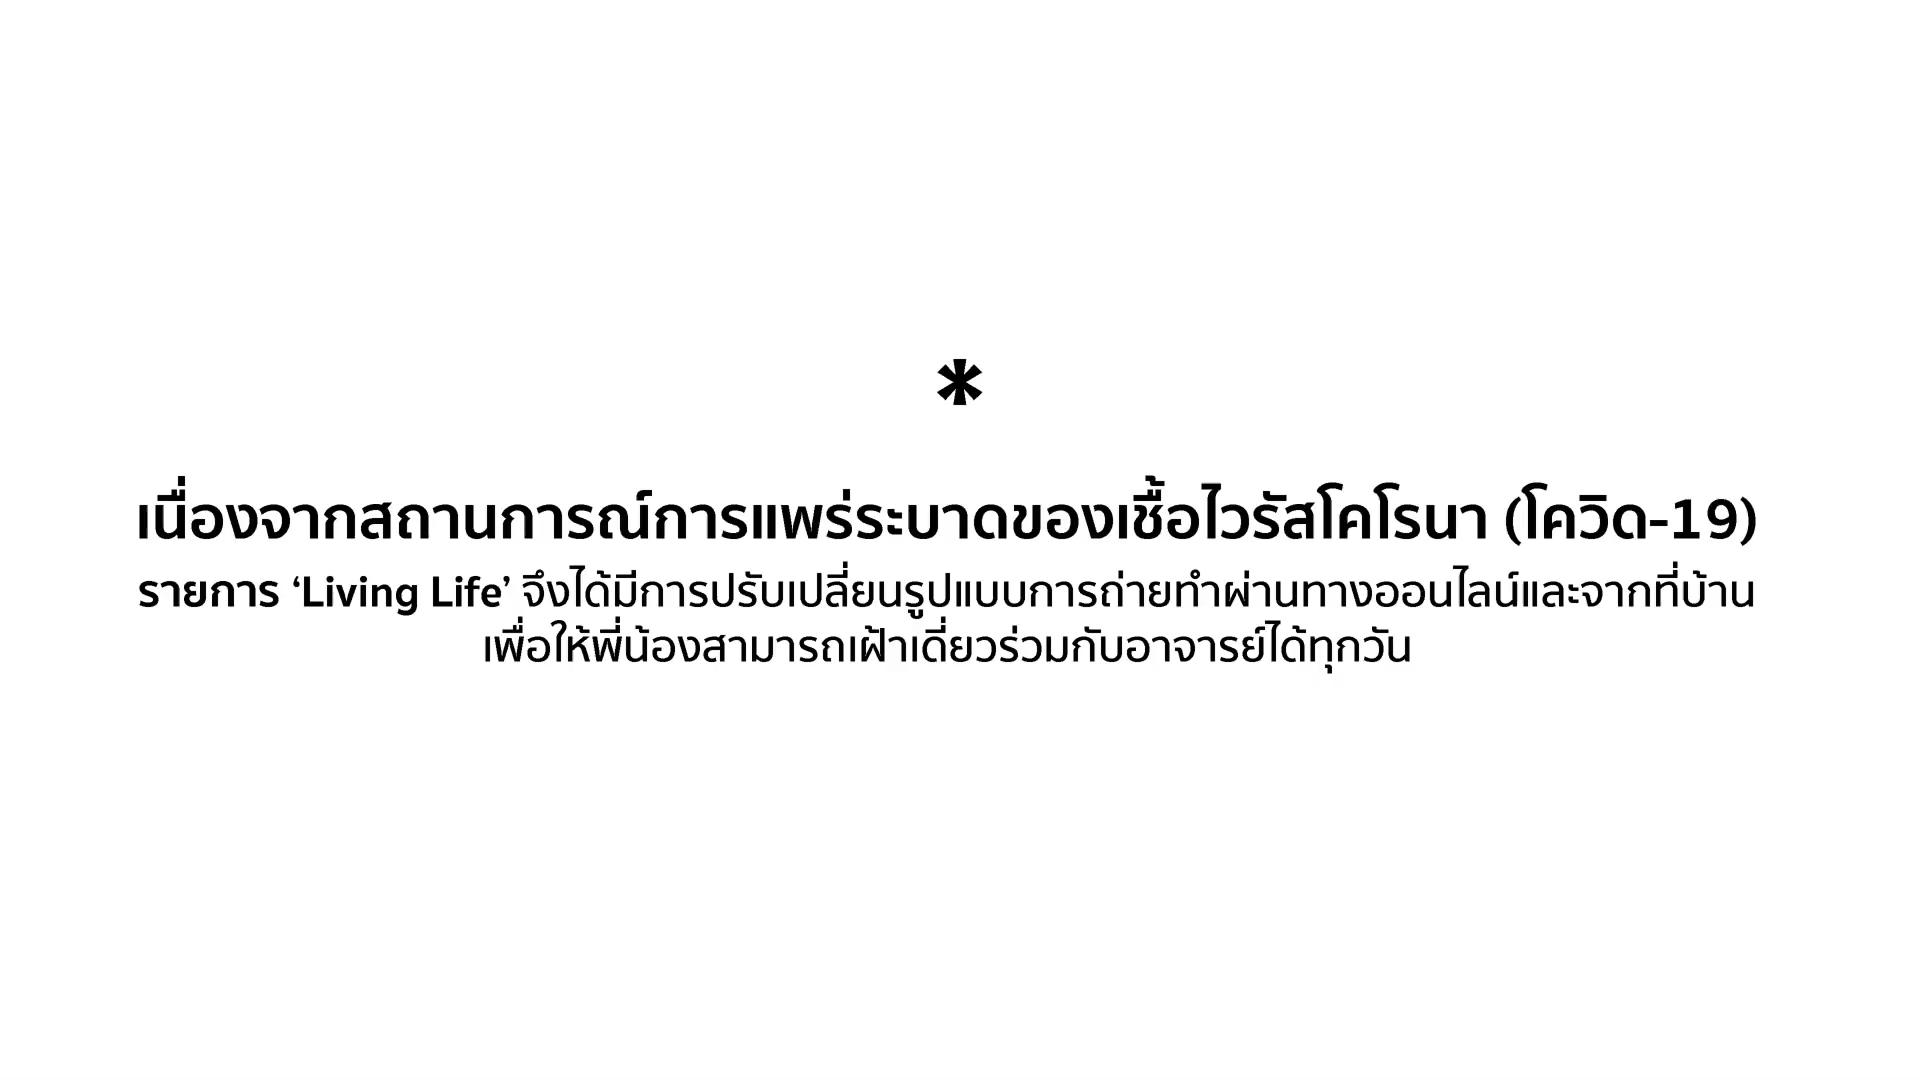 *
เนื่องจากสถานการณ์การแพร่ระบาดของเชื้อไวรัสโคโรนา (โควิด-19)
รายการ ‘Living Life’ จึงได้มีการปรับเปลี่ยนรูปแบบการถ่ายทำผ่านทางออนไลน์และจากที่บ้าน
เพื่อให้พี่น้องสามารถเฝ้าเดี่ยวร่วมกับอาจารย์ได้ทุกวัน